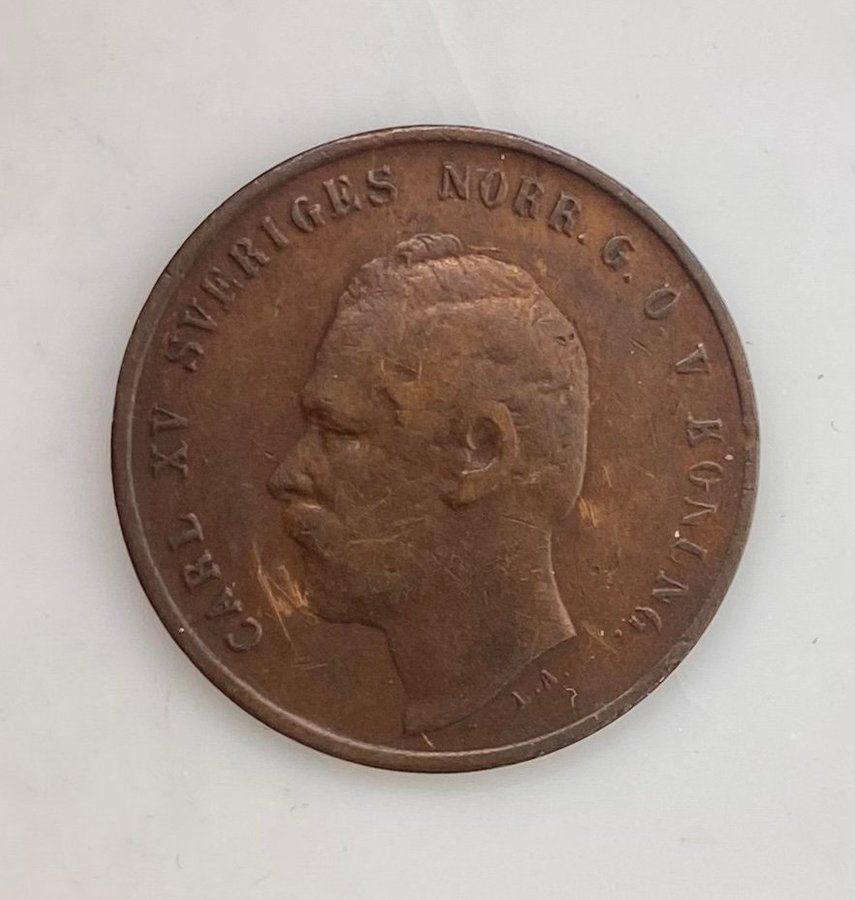 CARL XV SVERIGES NORR. G. O. V. KONUNG.
L. A.